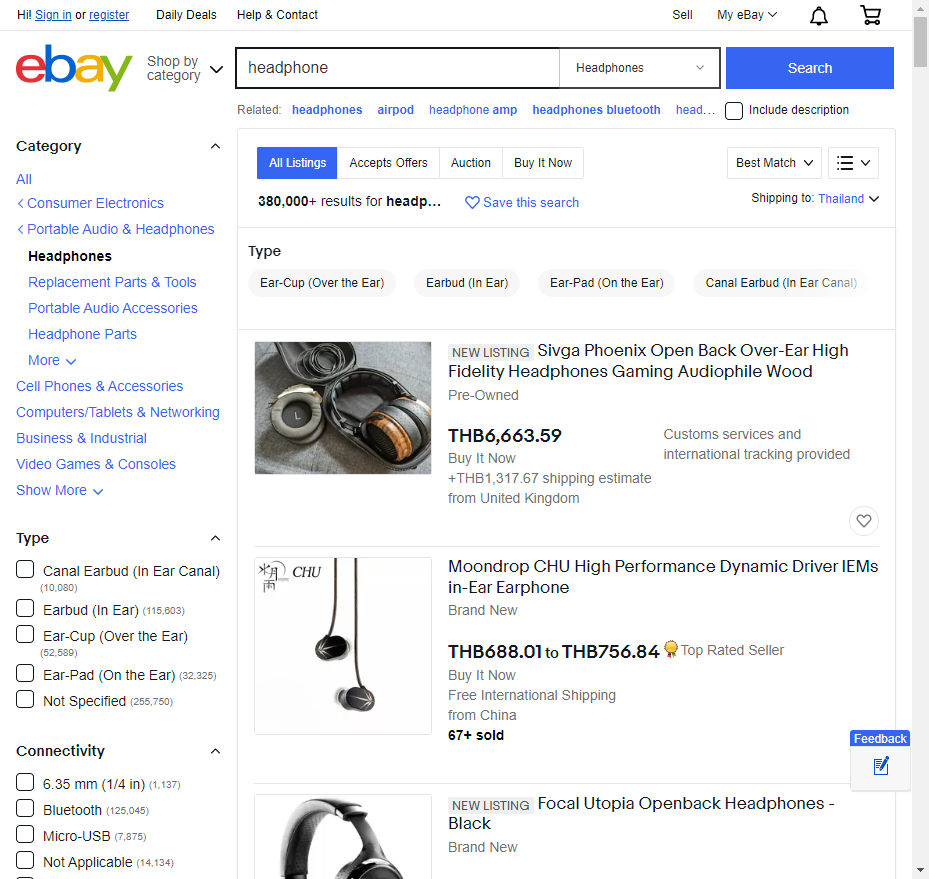 Hi! Sign in or register
Daily Deals
Help & Contact
Sell
My eBay
ebay
Shop by
category
headphone
Headphones
Search
Related: headphones airpod headphone amp headphones bluetooth head…
Include description
Category
All
Consumer Electronics
Portable Audio & Headphones
Headphones
Replacement Parts & Tools
Portable Audio Accessories
Headphone Parts
More
Cell Phones & Accessories
Computers/Tablets & Networking
Business & Industrial
Video Games & Consoles
Show More
Type
Canal Earbud (In Ear Canal)
(10,080)
Earbud (In Ear) (115,603)
Ear-Cup (Over the Ear)
(52,589)
Ear-Pad (On the Ear) (32,325)
Not Specified (255,750)
Connectivity
6.35 mm (1/4 in) (1,137)
Bluetooth (125,045)
Micro-USB (7,875)
Not Applicable (14,134)
All Listings
Accepts Offers
Auction
Buy It Now
Best Match
380,000+ results for headp…
Save this search
Shipping to: Thailand
Type
Ear-Cup (Over the Ear)
Earbud (In Ear)
Ear-Pad (On the Ear)
Canal Earbud (In Ear Canal)
L
NEW LISTING Sivga Phoenix Open Back Over-Ear High
Fidelity Headphones Gaming Audiophile Wood
Pre-Owned
THB6,663.59
Buy It Now
+THB1,317.67 shipping estimate
from United Kingdom
Customs services and
international tracking provided
水月雨 CHU
Moondrop CHU High Performance Dynamic Driver IEMs
in-Ear Earphone
Brand New
THB688.01 to THB756.84
Top Rated Seller
Buy It Now
Free International Shipping
from China
67+ sold
Feedback
NEW LISTING Focal Utopia Openback Headphones -
Black
Brand New